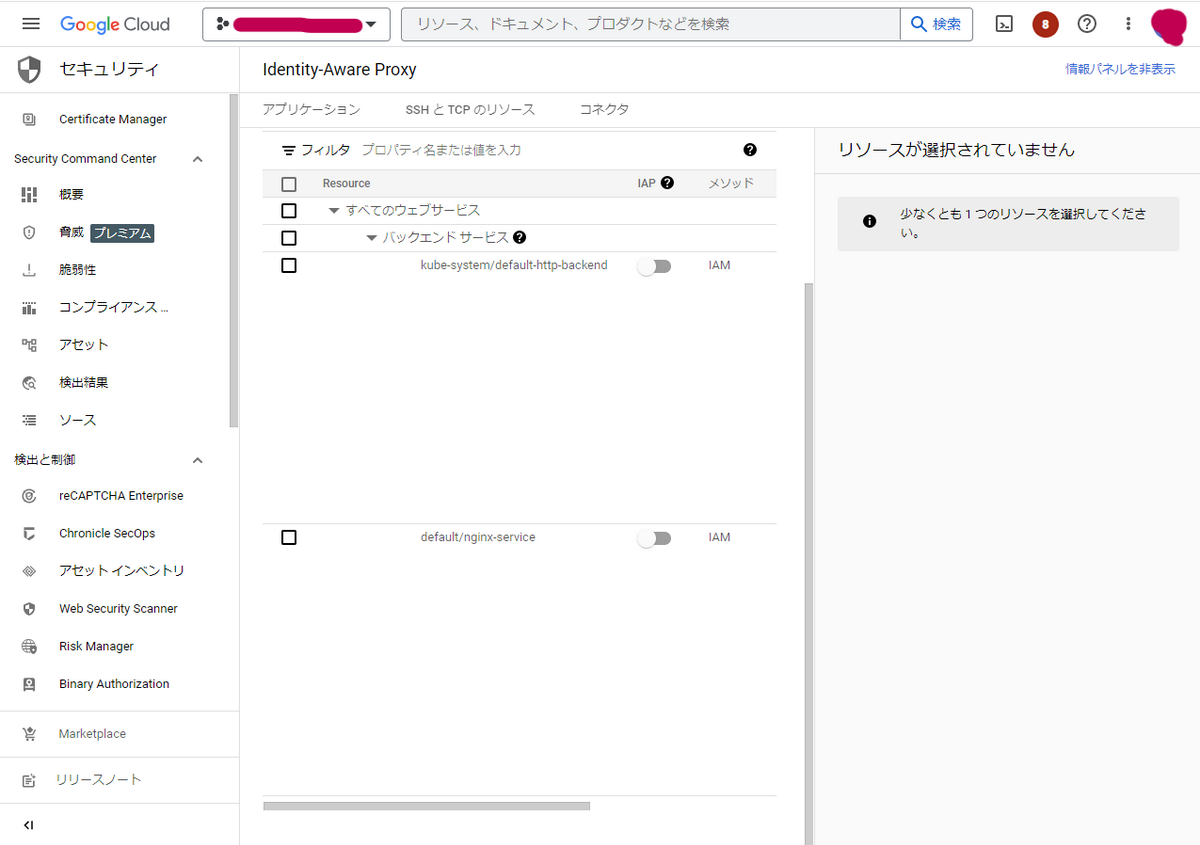 Google Cloud
リソース、ドキュメント、プロダクトなどを検索
検索
8
セキュリティ
Identity-Aware Proxy
情報パネルを非表示
アプリケーション
SSH と TCP のリソース
コネクタ
Certificate Manager
Security Command Center
概要
脅威 プレミアム
脆弱性
コンプライアンス ...
アセット
検出結果
ソース
検出と制御
reCAPTCHA Enterprise
Chronicle SecOps
アセット インベントリ
Web Security Scanner
Risk Manager
Binary Authorization
Marketplace
リリースノート
フィルタ プロパティ名または値を入力
Resource IAP メソッド
すべてのウェブサービス
バックエンド サービス
kube-system/default-http-backend IAM
default/nginx-service IAM
リソースが選択されていません
少なくとも 1 つのリソースを選択してくださ
い。